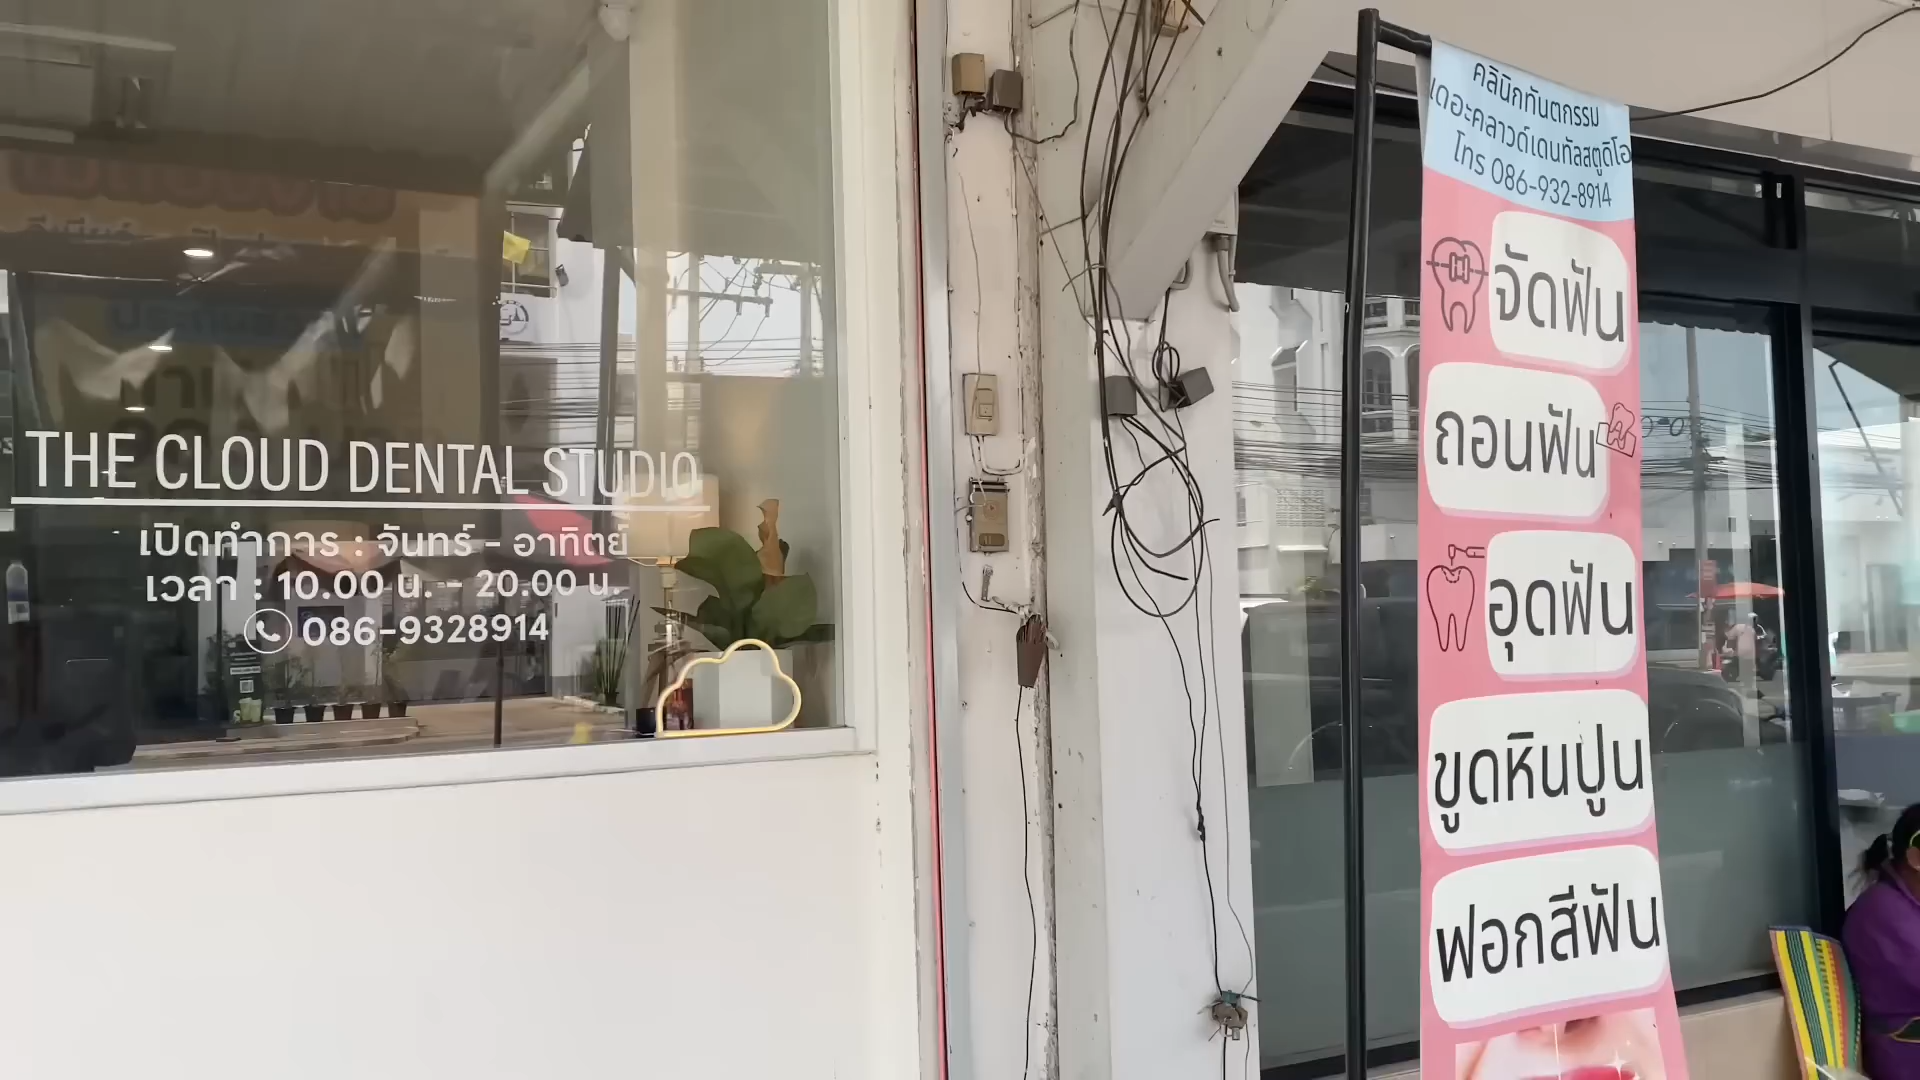 THE CLOUD DENTAL STUDIO
เปิดทำการ : จันทร์ - อาทิตย์
เวลา : 10.00 น. - 20.00 น.
086-9328914
คลินิกทันตกรรม
เดอะคลาวด์เดนทัลสตูดิโอ
โทร 086-932-8914
จัดฟัน
ถอนฟัน
อุดฟัน
ขูดหินปูน
ฟอกสีฟัน